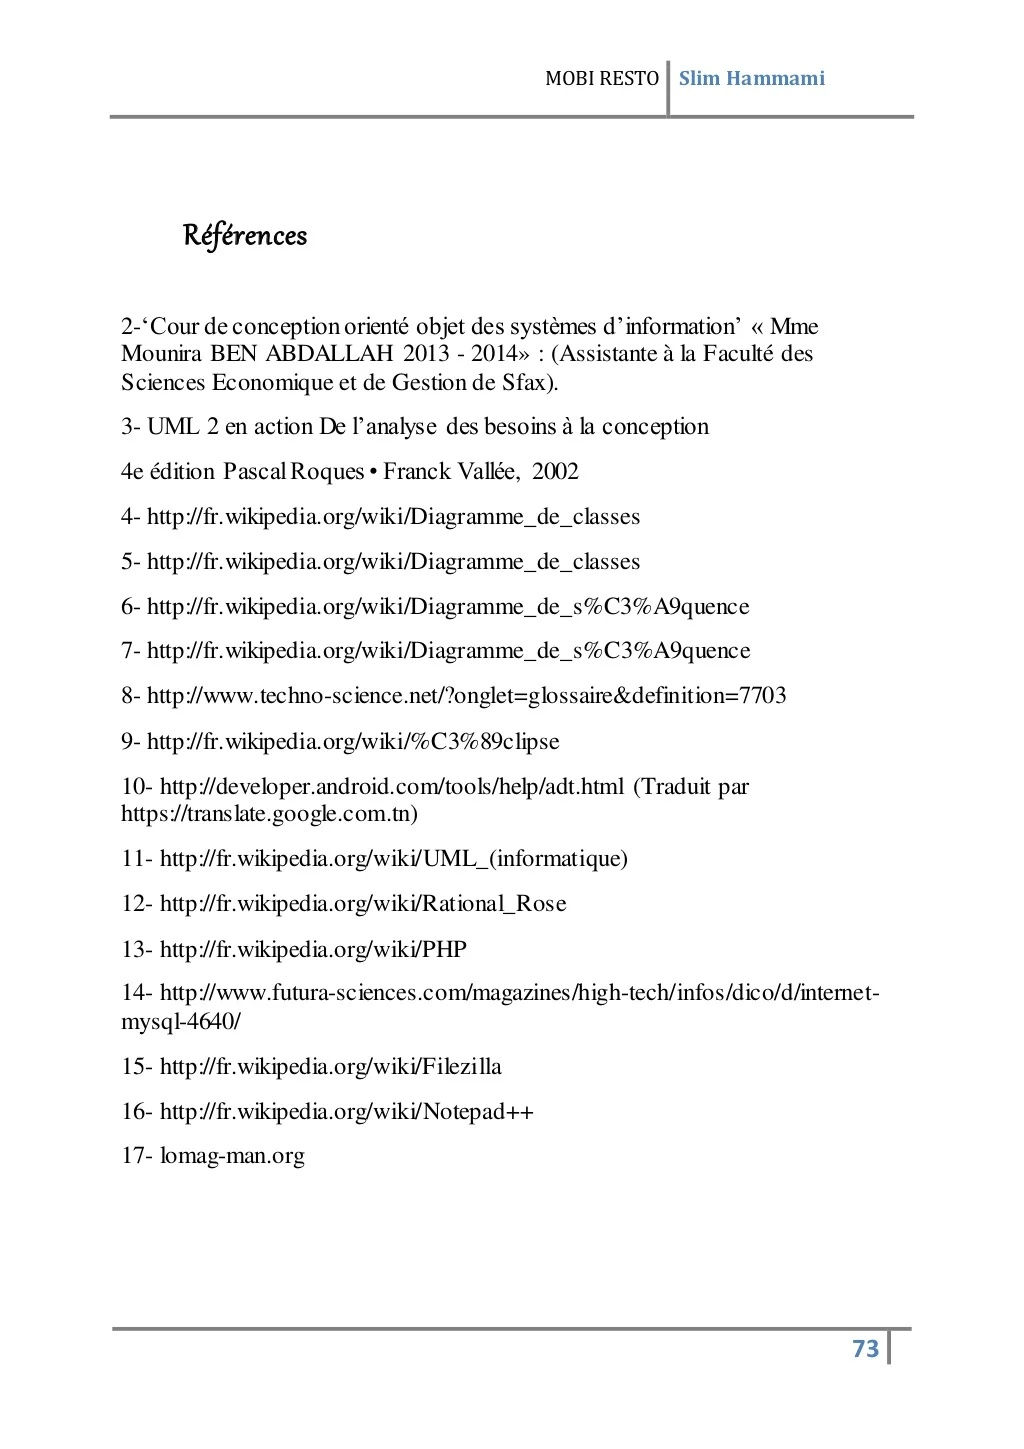 MOBI RESTO Slim Hammami
Références
2-‘Cour de conception orienté objet des systèmes d’information’ « Mme
Mounira BEN ABDALLAH 2013 - 2014» : (Assistante à la Faculté des
Sciences Economique et de Gestion de Sfax).
3- UML 2 en action De l’analyse des besoins à la conception
4e édition Pascal Roques • Franck Vallée, 2002
4- http://fr.wikipedia.org/wiki/Diagramme_de_classes
5- http://fr.wikipedia.org/wiki/Diagramme_de_classes
6- http://fr.wikipedia.org/wiki/Diagramme_de_s%C3%A9quence
7- http://fr.wikipedia.org/wiki/Diagramme_de_s%C3%A9quence
8- http://www.techno-science.net/?onglet=glossaire&definition=7703
9- http://fr.wikipedia.org/wiki/%C3%89clipse
10- http://developer.android.com/tools/help/adt.html (Traduit par
https://translate.google.com.tn)
11- http://fr.wikipedia.org/wiki/UML_(informatique)
12- http://fr.wikipedia.org/wiki/Rational_Rose
13- http://fr.wikipedia.org/wiki/PHP
14- http://www.futura-sciences.com/magazines/high-tech/infos/dico/d/internet-
mysql-4640/
15- http://fr.wikipedia.org/wiki/Filezilla
16- http://fr.wikipedia.org/wiki/Notepad++
17- lomag-man.org
73